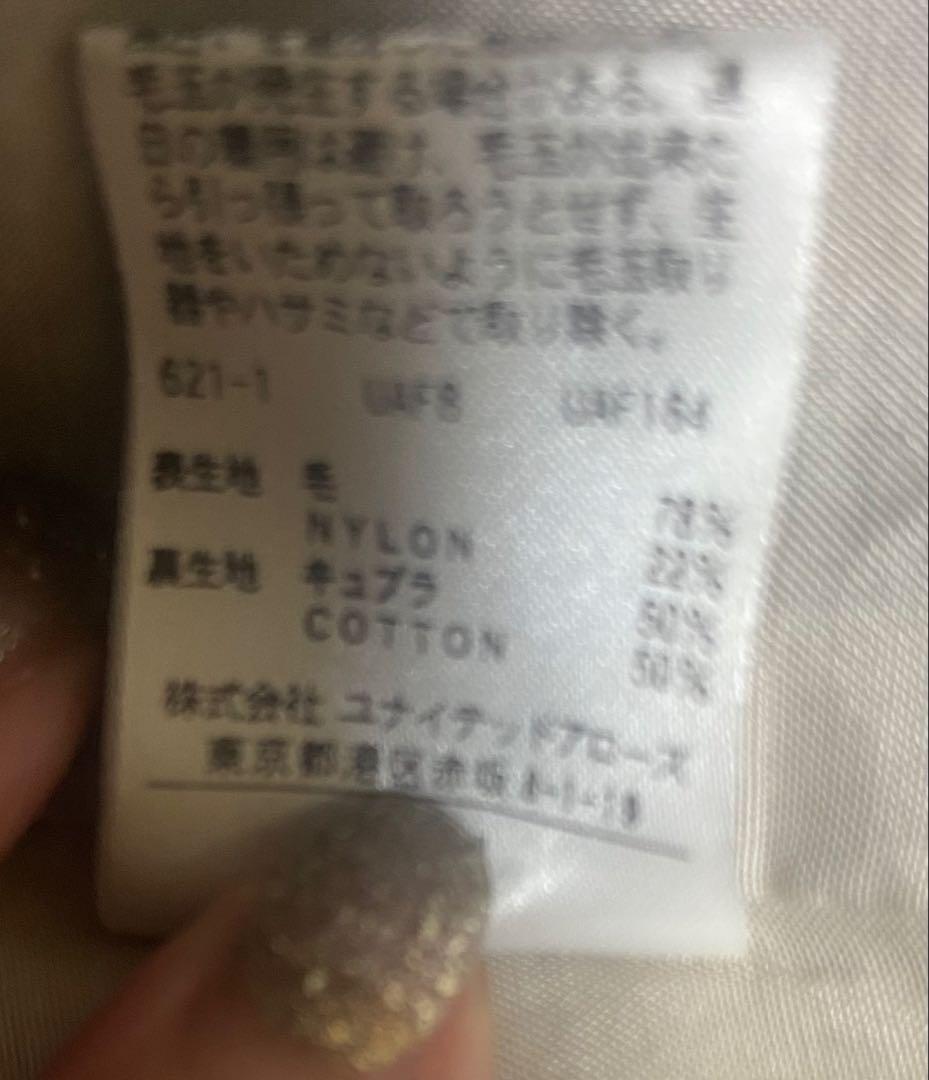 毛玉が発生する場合がある。連
日の着用は避け、毛玉が出来た
ら引っ張って取ろうとせず、生
地をいためないように毛玉取り
器やハサミなどで取り除く。
621-1 UAF8 UAF164
表生地 毛 78%
NYLON 22%
裏生地 キュプラ 50%
COTTON 50%
株式会社 ユナイテッドアローズ
東京都港区赤坂